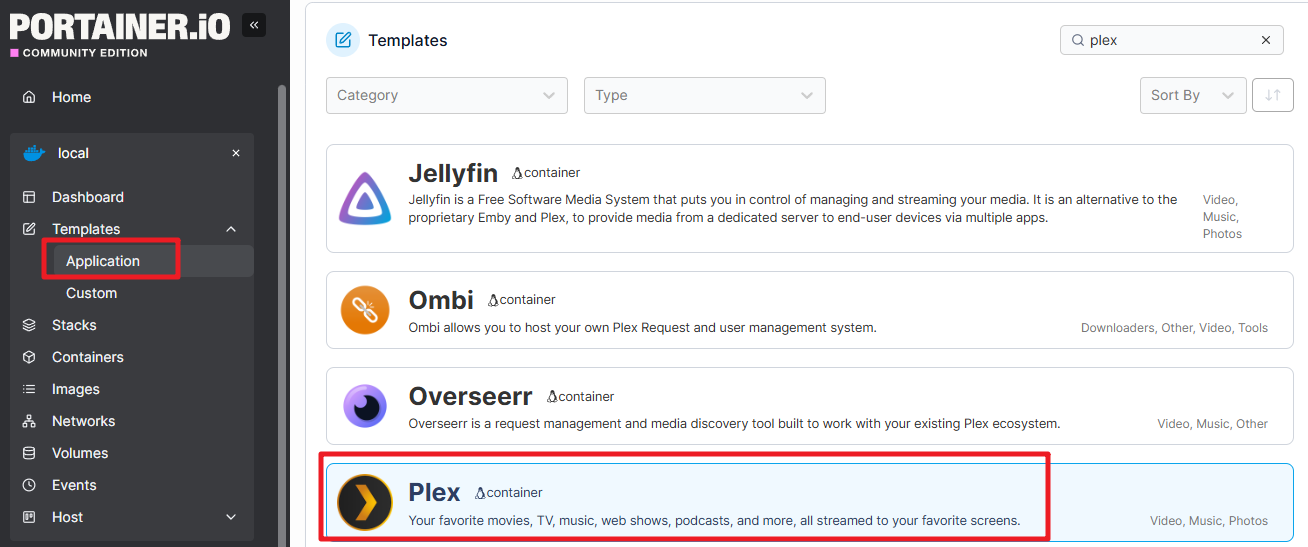 PORTAINER.iO
COMMUNITY EDITION
Home
local
Dashboard
Templates
Application
Custom
Stacks
Containers
Images
Networks
Volumes
Events
Host
Templates
plex
Category
Type
Sort By
Jellyfin container
Jellyfin is a Free Software Media System that puts you in control of managing and streaming your media. It is an alternative to the
proprietary Emby and Plex, to provide media from a dedicated server to end-user devices via multiple apps.
Video,
Music,
Photos
Ombi container
Ombi allows you to host your own Plex Request and user management system.
Downloaders, Other, Video, Tools
Overseerr container
Overseerr is a request management and media discovery tool built to work with your existing Plex ecosystem.
Video, Music, Other
Plex container
Your favorite movies, TV, music, web shows, podcasts, and more, all streamed to your favorite screens.
Video, Music, Photos